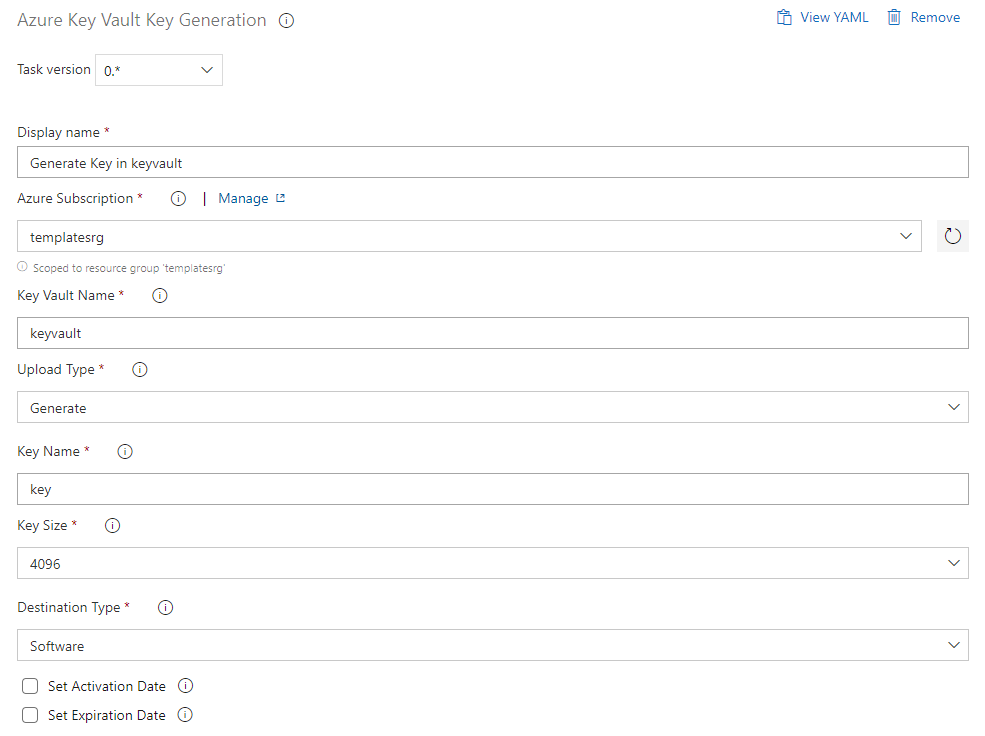 Azure Key Vault Key Generation
View YAML
Remove
Task version 0.*
Display name *
Generate Key in keyvault
Azure Subscription * | Manage
templatesrg
Scoped to resource group 'templatesrg'
Key Vault Name *
keyvault
Upload Type *
Generate
Key Name *
key
Key Size *
4096
Destination Type *
Software
Set Activation Date
Set Expiration Date